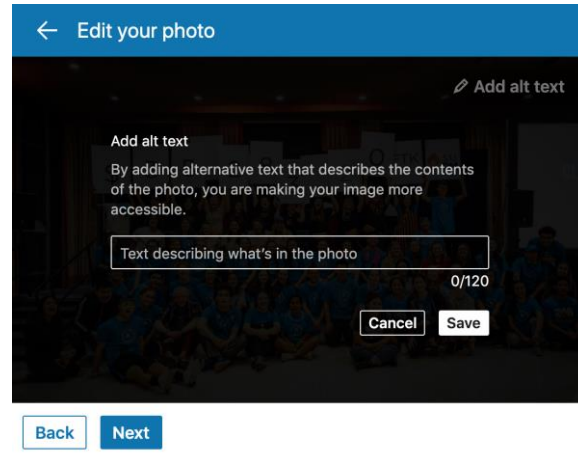 ← Edit your photo
Add alt text
Add alt text
By adding alternative text that describes the contents
of the photo, you are making your image more
accessible.
Text describing what's in the photo
0/120
Cancel Save
Back Next